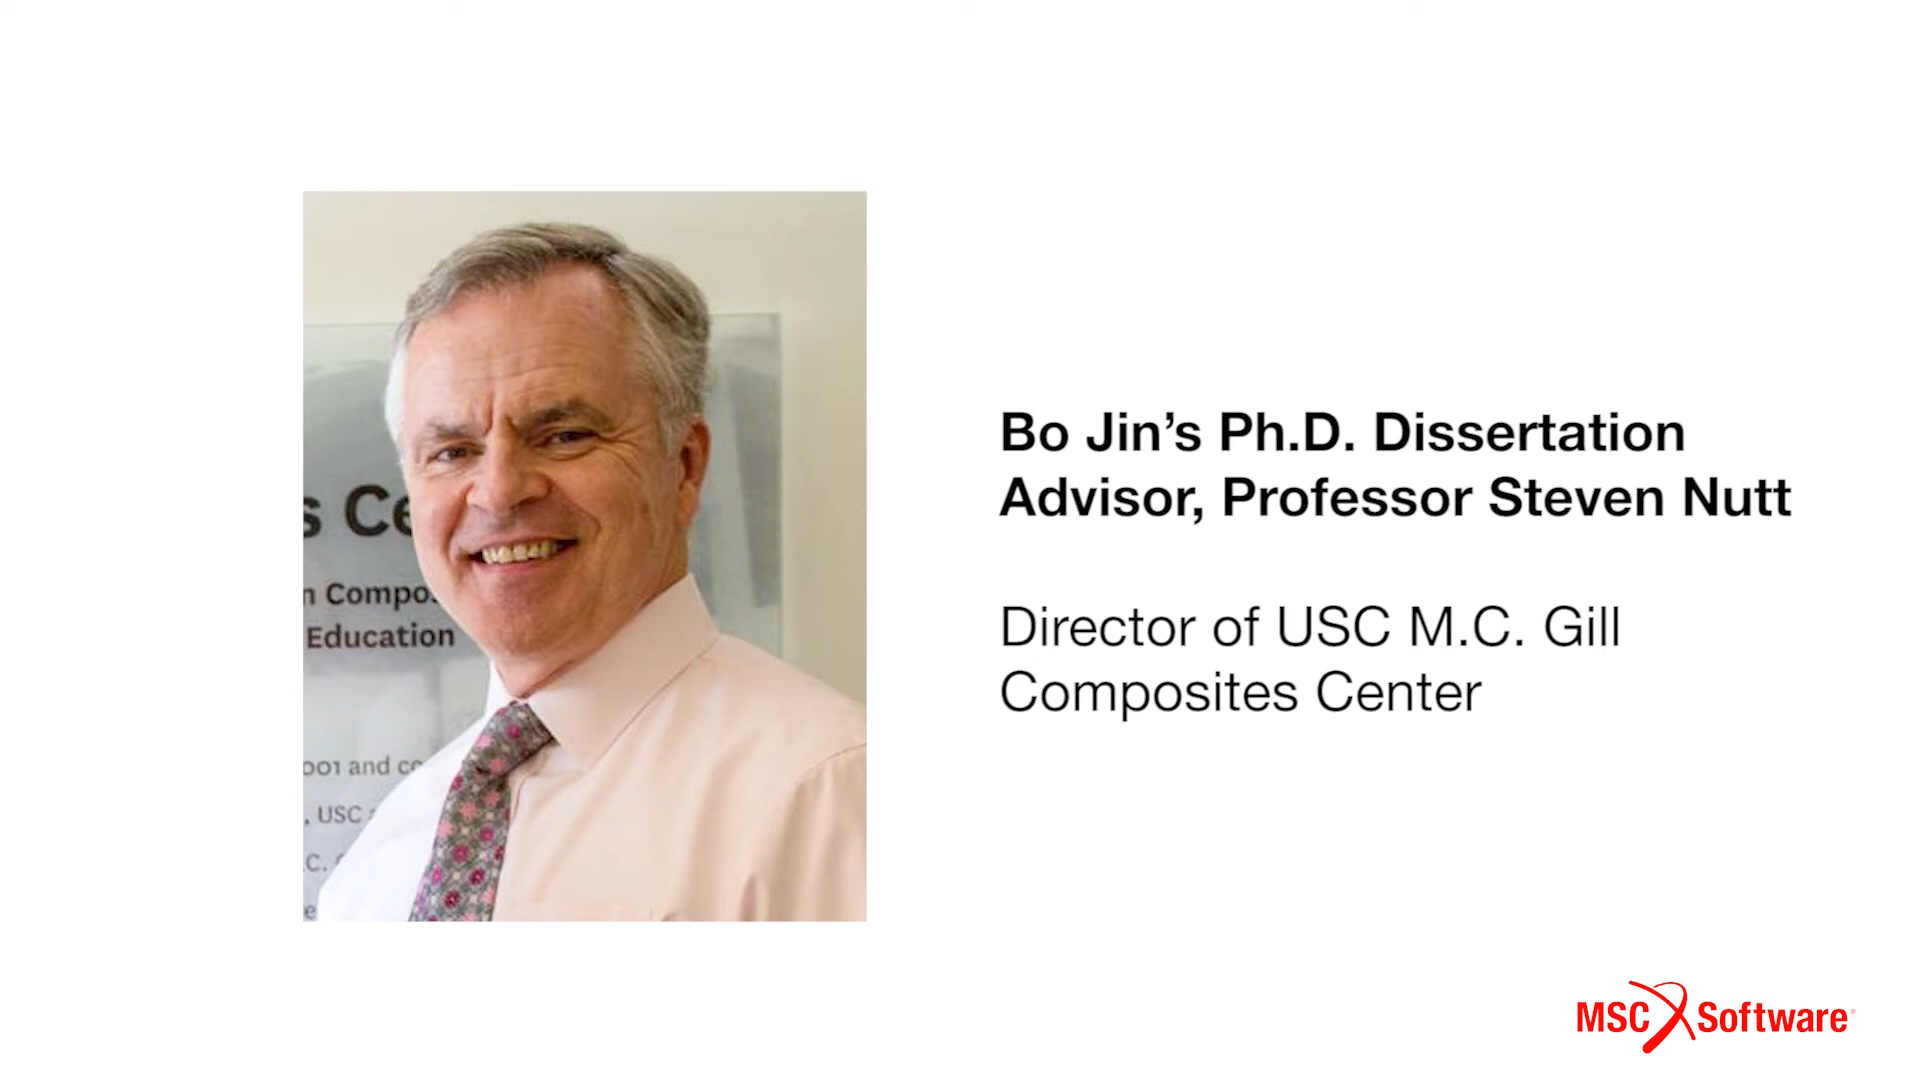 s Ce
n Compo
Education
001 and co
, USC
C.
Bo Jin’s Ph.D. Dissertation
Advisor, Professor Steven Nutt
Director of USC M.C. Gill
Composites Center
MSC Software